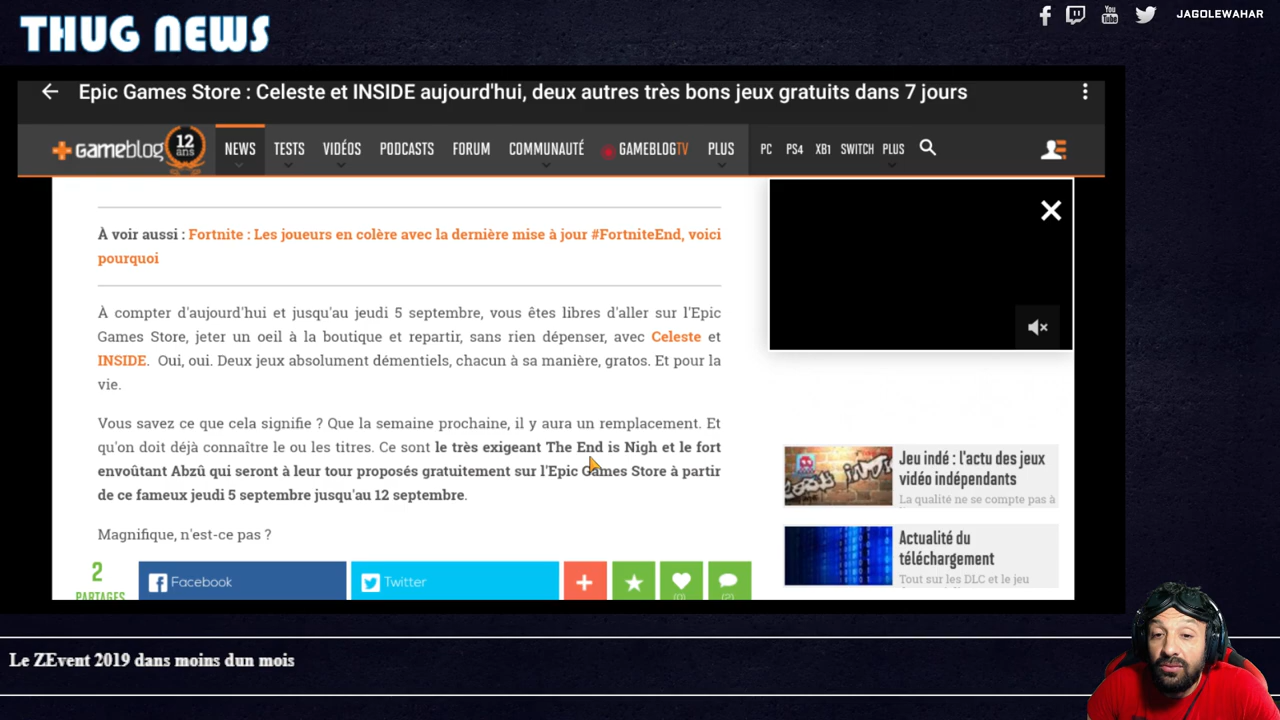 THUG NEWS
JAGOLEWAHAR
Epic Games Store : Celeste et INSIDE aujourd'hui, deux autres très bons jeux gratuits dans 7 jours
gameblog 12 ans NEWS TESTS VIDÉOS PODCASTS FORUM COMMUNAUTÉ GAMEBLOGTV PLUS PC PS4 XB1 SWITCH PLUS
À voir aussi : Fortnite : Les joueurs en colère avec la dernière mise à jour #FortniteEnd, voici
pourquoi
À compter d'aujourd'hui et jusqu'au jeudi 5 septembre, vous êtes libres d'aller sur l'Epic
Games Store, jeter un oeil à la boutique et repartir, sans rien dépenser, avec Celeste et
INSIDE. Oui, oui. Deux jeux absolument démentiels, chacun à sa manière, gratos. Et pour la
vie.
Vous savez ce que cela signifie ? Que la semaine prochaine, il y aura un remplacement. Et
qu'on doit déjà connaître le ou les titres. Ce sont le très exigeant The End is Nigh et le fort
envoûtant Abzû qui seront à leur tour proposés gratuitement sur l'Epic Games Store à partir
de ce fameux jeudi 5 septembre jusqu'au 12 septembre.
Magnifique, n'est-ce pas ?
2
PARTAGES
Facebook
Twitter
Jeu indé : l'actu des jeux
vidéo indépendants
La qualité ne se compte pas à
Actualité du
téléchargement
Tout sur les DLC et le jeu
Le ZEvent 2019 dans moins dun mois